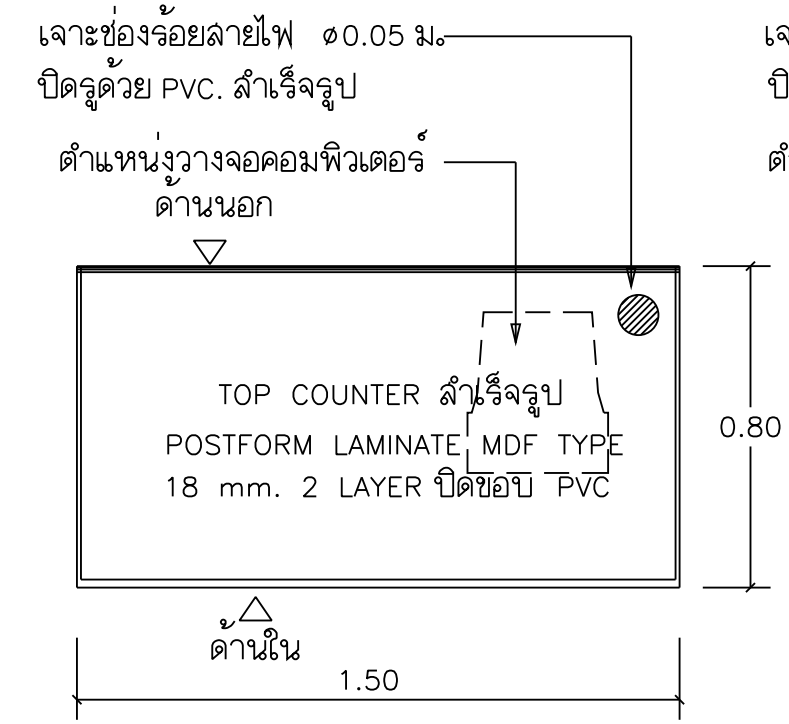 เจาะช่องร้อยสายไฟ ø0.05 ม.
ปิดรูด้วย PVC. สำเร็จรูป
ตำแหน่งวางจอคอมพิวเตอร์
ด้านนอก
TOP COUNTER สำเร็จรูป
POSTFORM LAMINATE MDF TYPE
18 mm. 2 LAYER ปิดขอบ PVC
0.80
ด้านใน
1.50